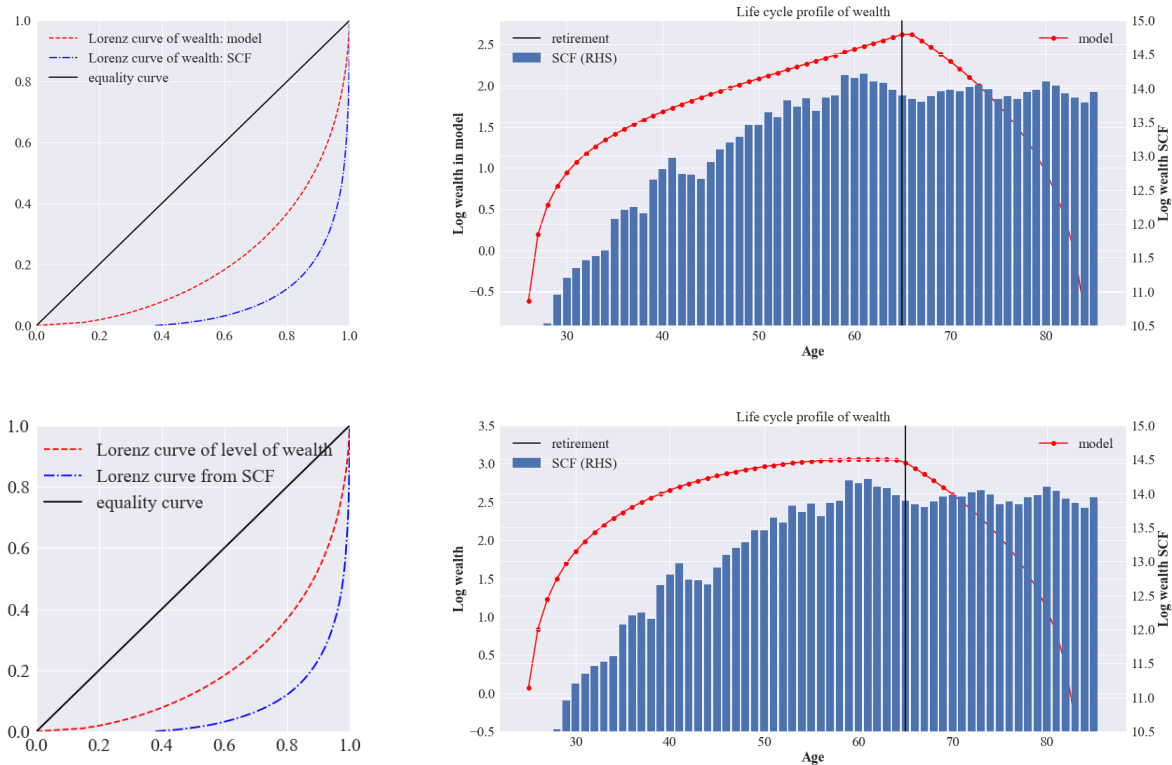 1.0
Lorenz curve of wealth: model
Lorenz curve of wealth: SCF
equality curve
0.8
0.6
0.4
0.2
0.0
0.0 0.2 0.4 0.6 0.8 1.0
Life cycle profile of wealth
retirement
SCF (RHS)
model
Log wealth in model
2.5
2.0
1.5
1.0
0.5
0.0
−0.5
15.0
14.5
14.0
13.5
13.0
12.5
12.0
11.5
11.0
10.5
Log wealth SCF
30 40 50 60 70 80
Age
1.0
Lorenz curve of level of wealth
Lorenz curve from SCF
equality curve
0.8
0.6
0.4
0.2
0.0
0.0 0.2 0.4 0.6 0.8 1.0
Life cycle profile of wealth
retirement
SCF (RHS)
model
Log wealth
3.5
3.0
2.5
2.0
1.5
1.0
0.5
0.0
−0.5
15.0
14.5
14.0
13.5
13.0
12.5
12.0
11.5
11.0
10.5
Log wealth SCF
30 40 50 60 70 80
Age